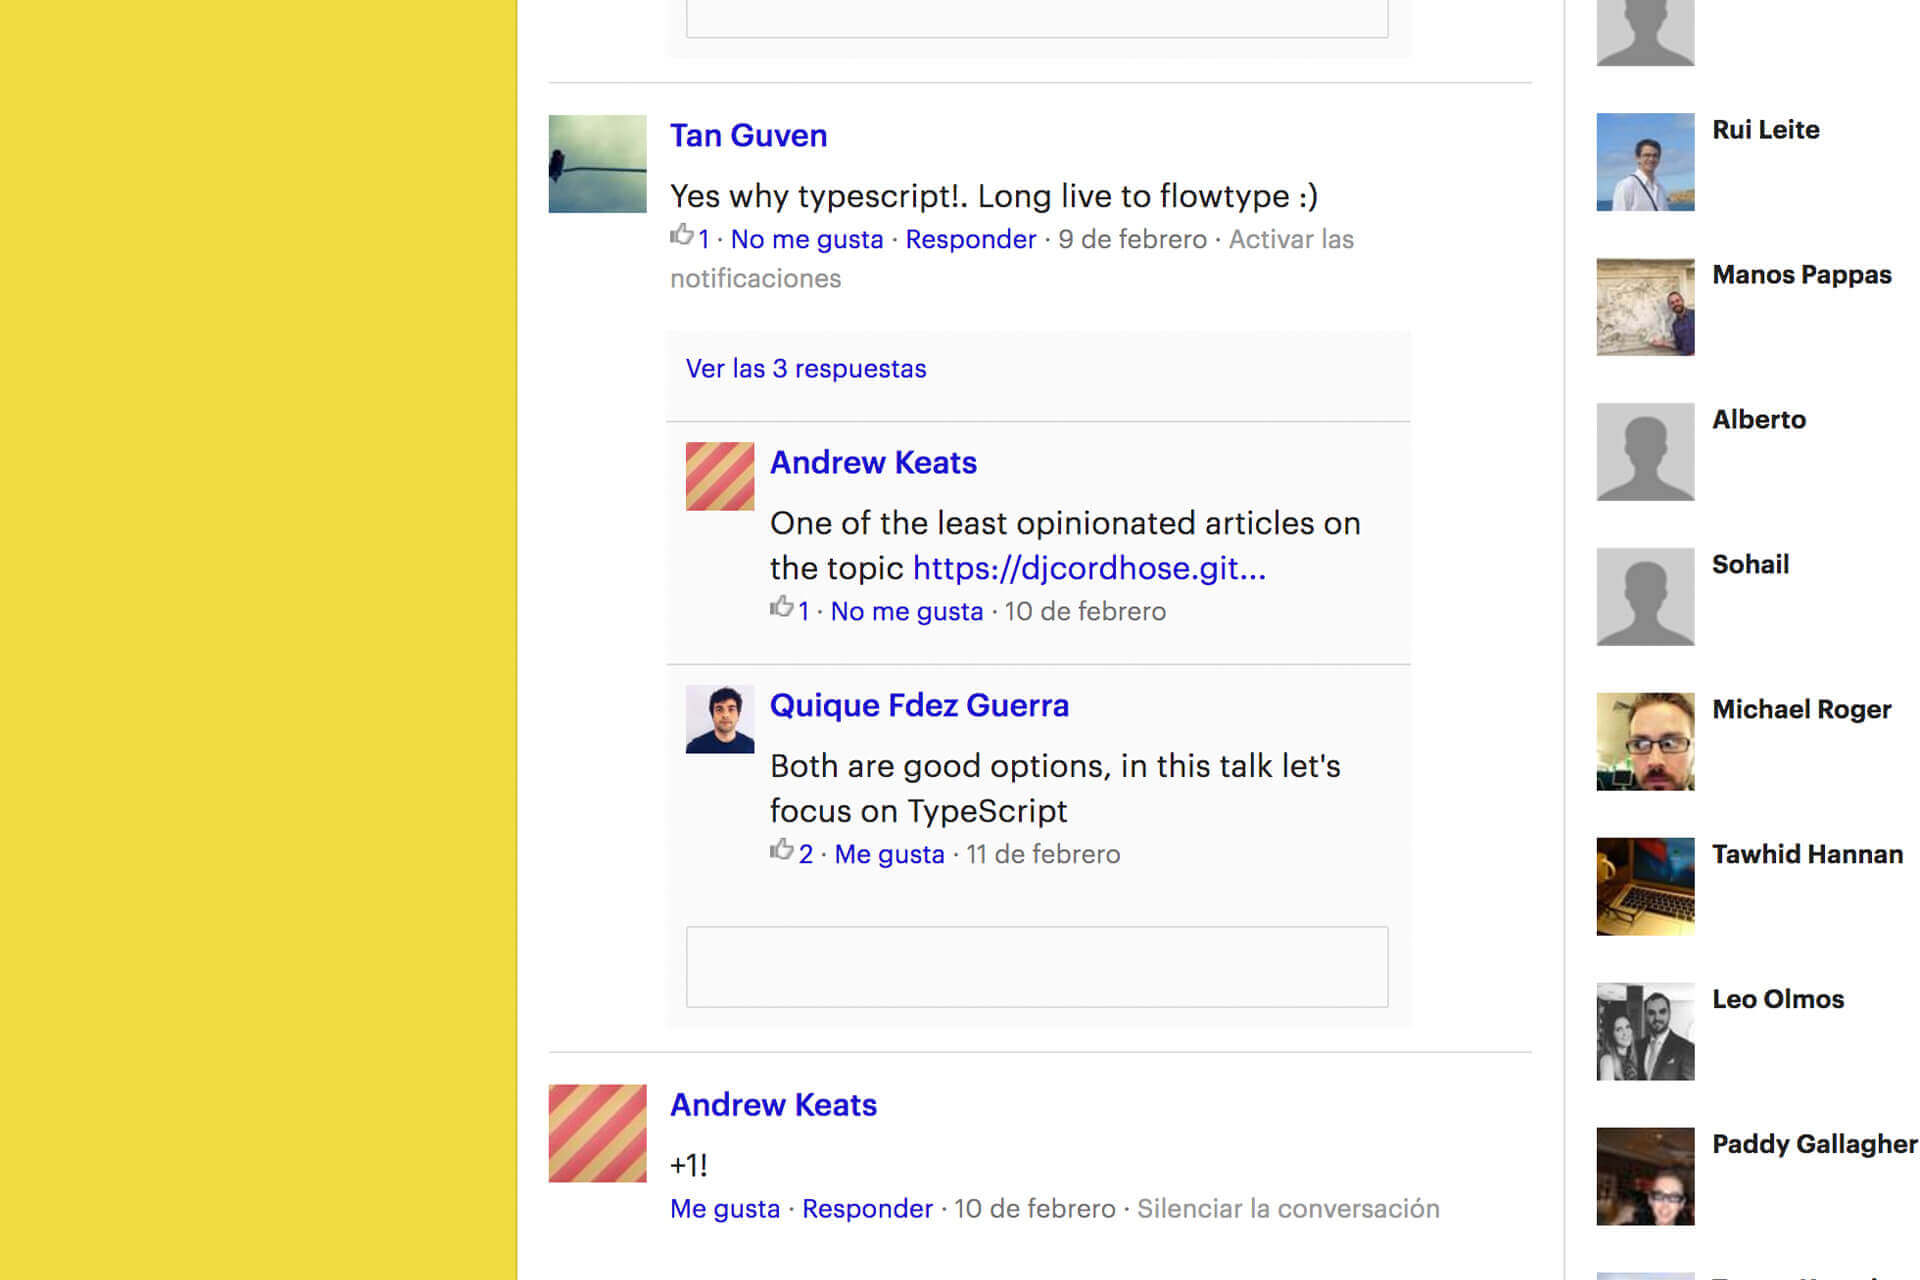 Tan Guven
Yes why typescript!. Long live to flowtype :)
1 · No me gusta · Responder · 9 de febrero · Activar las
notificaciones
Ver las 3 respuestas
Andrew Keats
One of the least opinionated articles on
the topic https://djcordhose.git...
1 · No me gusta · 10 de febrero
Quique Fdez Guerra
Both are good options, in this talk let's
focus on TypeScript
2 · Me gusta · 11 de febrero
Andrew Keats
+1!
Me gusta · Responder · 10 de febrero · Silenciar la conversación
Rui Leite
Manos Pappas
Alberto
Sohail
Michael Roger
Tawhid Hannan
Leo Olmos
Paddy Gallagher